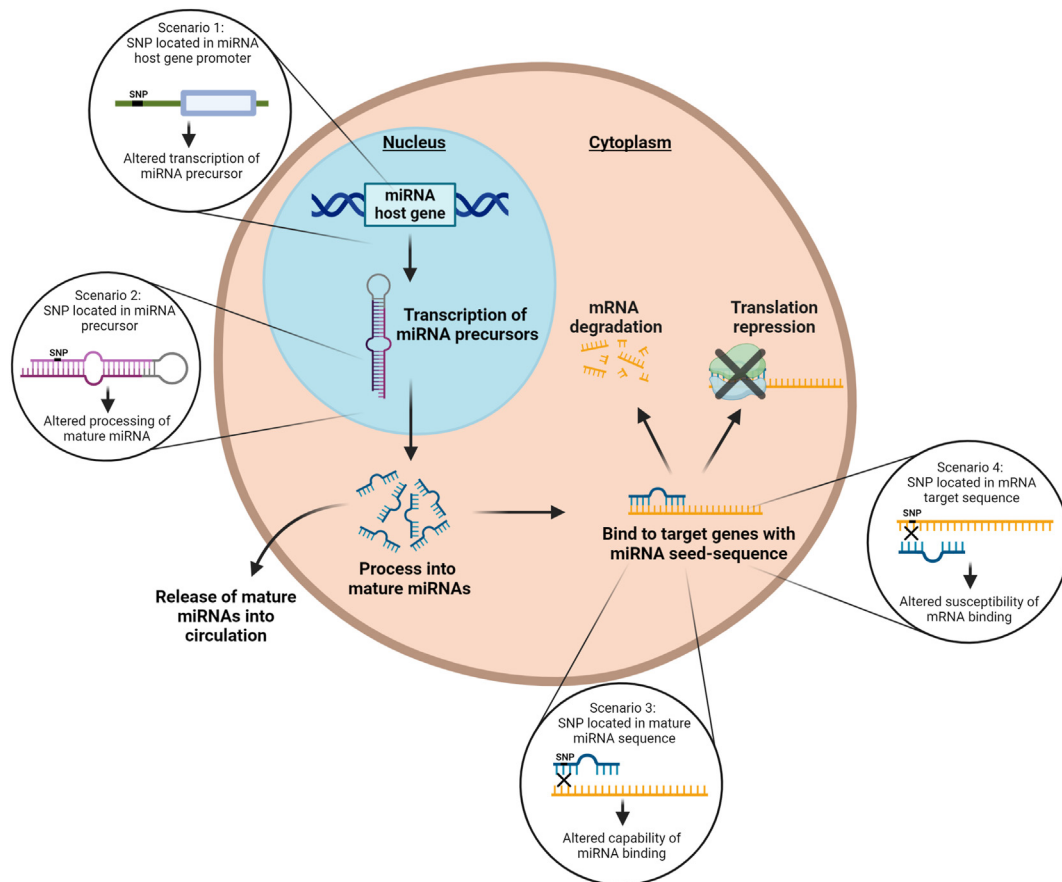 Scenario 1:
SNP located in miRNA
host gene promoter
SNP
Altered transcription of
miRNA precursor
Nucleus
Cytoplasm
miRNA
host gene
Transcription of
miRNA precursors
Scenario 2:
SNP located in miRNA
precursor
SNP
Altered processing of
mature miRNA
mRNA
degradation
Translation
repression
Process into
mature miRNAs
Release of mature
miRNAs into
circulation
Bind to target genes with
miRNA seed-sequence
Scenario 4:
SNP located in mRNA
target sequence
SNP
Altered susceptibility of
mRNA binding
Scenario 3:
SNP located in mature
miRNA sequence
SNP
Altered capability of
miRNA binding